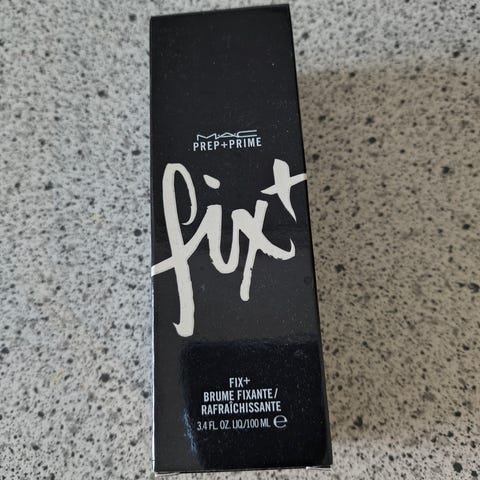 MAC
PREP+PRIME
fix+
FIX+
BRUME FIXANTE/
RAFRAÎCHISSANTE
3.4 FL. OZ. LIQ/100 ML ℮